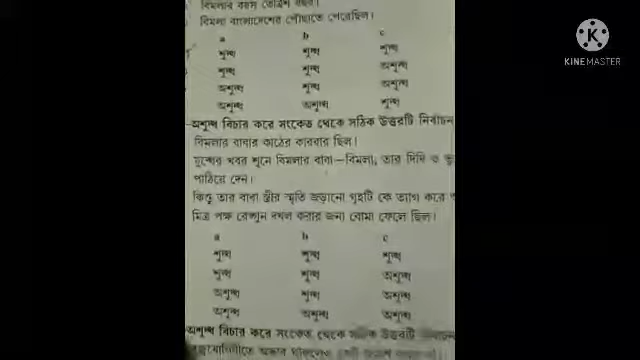 বিমলার বয়স তেত্রিশ বছর।
বিমলা বাংলাদেশের পৌছাতে পেরেছিল।
a b c
শুদ্ধ শুদ্ধ শুদ্ধ
শুদ্ধ শুদ্ধ অশুদ্ধ
অশুদ্ধ শুদ্ধ অশুদ্ধ
অশুদ্ধ অশুদ্ধ শুদ্ধ
অশুদ্ধ বিচার করে সংকেত থেকে সঠিক উত্তরটি নির্বাচন
বিমলার বাবার কাঠের কারবার ছিল।
যুদ্ধের খবর শুনে বিমলার বাবা—বিমলা, তার দিদি ও
পাঠিয়ে দেন।
কিন্তু তার বাবা স্ত্রীর স্মৃতি জড়ানো গৃহটি কে ত্যাগ করে
মিত্র পক্ষ রেঙ্গুন দখল করার জন্য বোমা ফেলে ছিল।
a b c
শুদ্ধ শুদ্ধ শুদ্ধ
শুদ্ধ শুদ্ধ অশুদ্ধ
অশুদ্ধ শুদ্ধ অশুদ্ধ
অশুদ্ধ অশুদ্ধ অশুদ্ধ
অশুদ্ধ বিচার করে সংকেত থেকে সঠিক উত্তরটি নির্বাচন
KINEMASTER